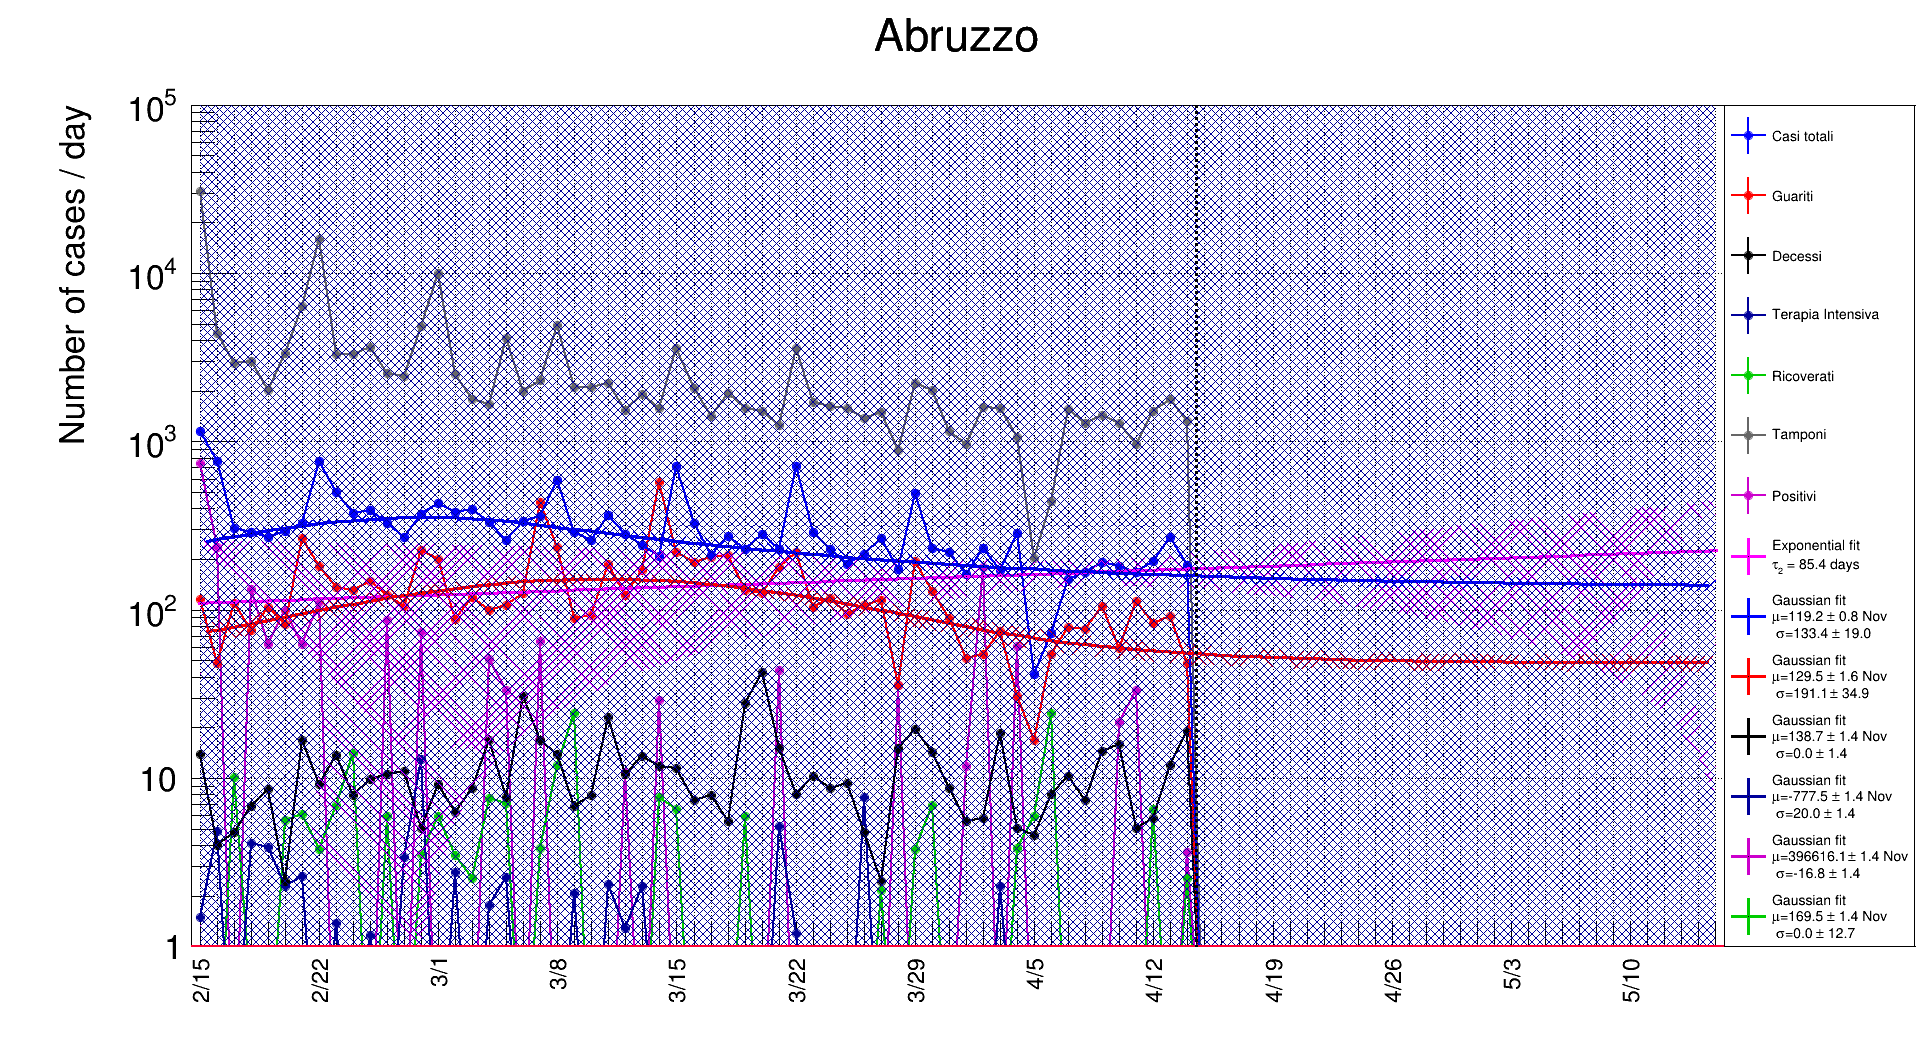 Abruzzo
Number of cases / day
10^5
10^4
10^3
10^2
10
1
2/15
2/22
3/1
3/8
3/15
3/22
3/29
4/5
4/12
4/19
4/26
5/3
5/10
Casi totali
Guariti
Decessi
Terapia Intensiva
Ricoverati
Tamponi
Positivi
Exponential fit
τ₂ = 85.4 days
Gaussian fit
μ=119.2 ± 0.8 Nov
σ=133.4 ± 19.0
Gaussian fit
μ=129.5 ± 1.6 Nov
σ=191.1 ± 34.9
Gaussian fit
μ=138.7 ± 1.4 Nov
σ=0.0 ± 1.4
Gaussian fit
μ=-777.5 ± 1.4 Nov
σ=20.0 ± 1.4
Gaussian fit
μ=396616.1 ± 1.4 Nov
σ=-16.8 ± 1.4
Gaussian fit
μ=169.5 ± 1.4 Nov
σ=0.0 ± 12.7